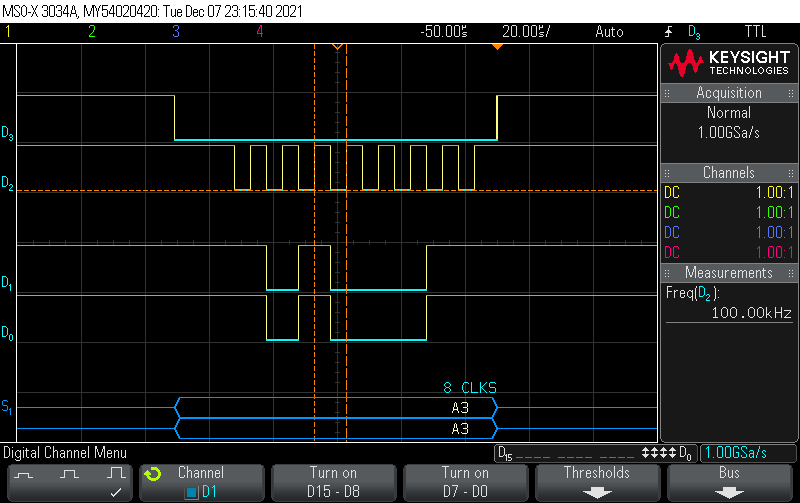 MSO-X 3034A, MY54020420: Tue Dec 07 23:15:40 2021
1 2 3 4 -50.00µs 20.00µs/ Auto D3 TTL
KEYSIGHT
TECHNOLOGIES
Acquisition
Normal
1.00GSa/s
Channels
DC 1.00:1
DC 1.00:1
DC 1.00:1
DC 1.00:1
Measurements
Freq(D2):
100.00kHz
D3
D2
D1
D0
8 CLKS
S1
A3
A3
Digital Channel Menu
D15 D0
1.00GSa/s
Channel
D1
Turn on
D15 - D8
Turn on
D7 - D0
Thresholds
Bus